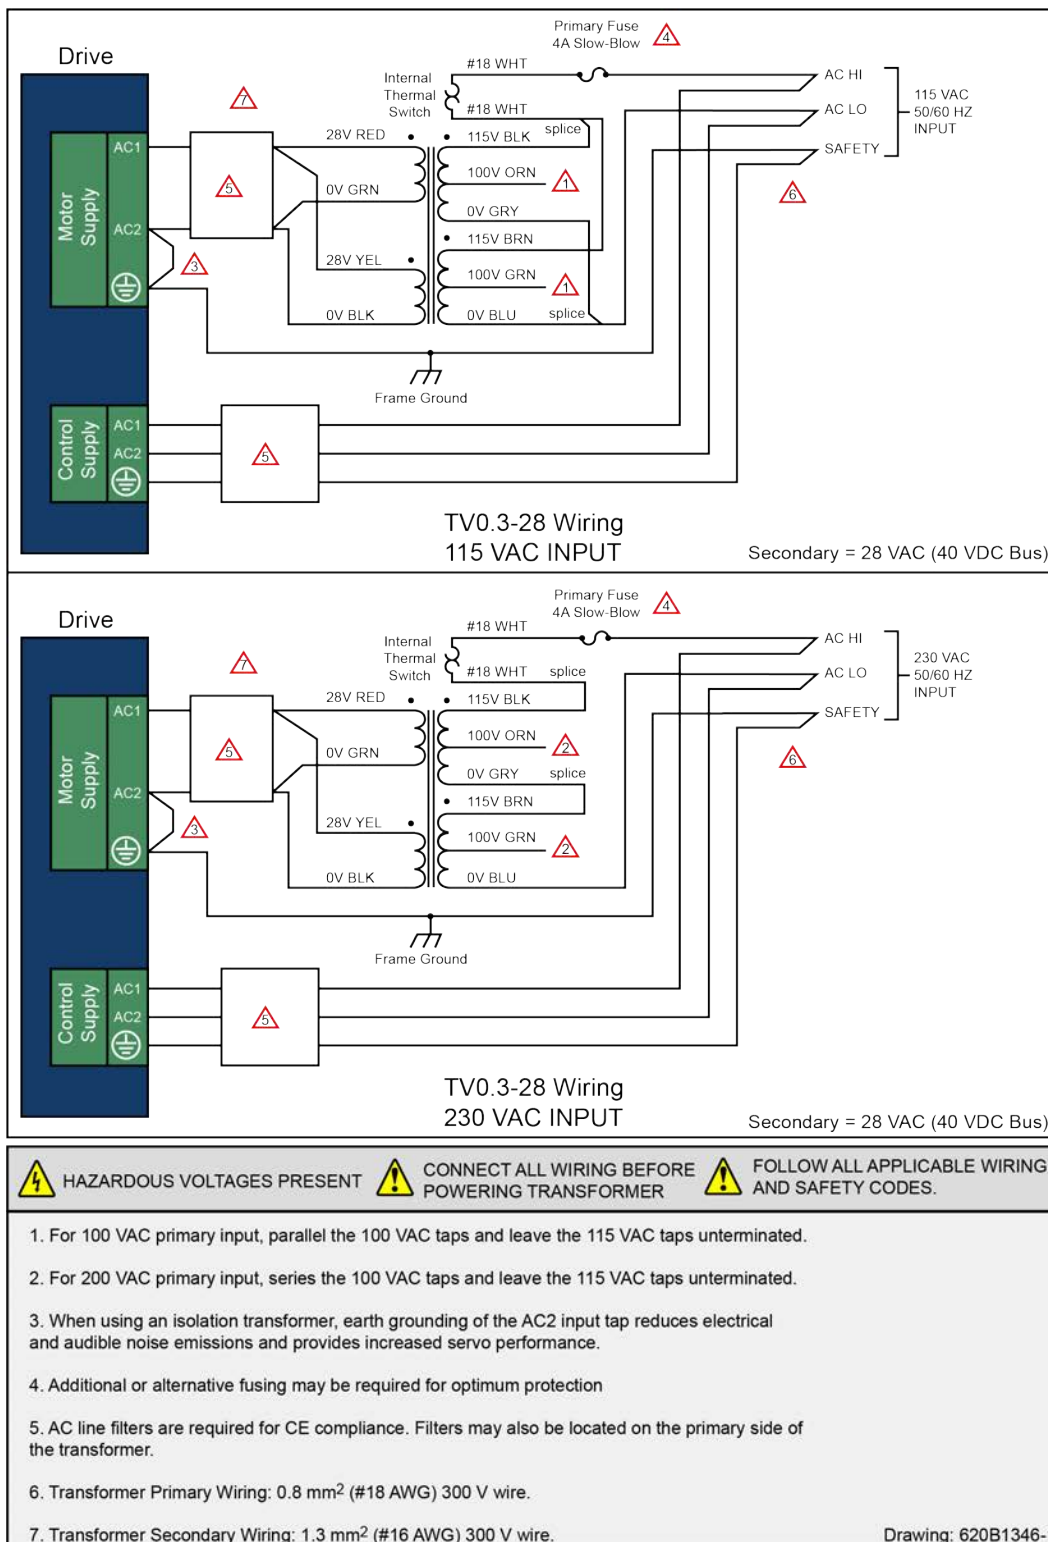 Primary Fuse
4A Slow-Blow
4
Drive
#18 WHT
AC HI
Internal
Thermal
Switch
7
#18 WHT
AC LO
115 VAC
50/60 HZ
INPUT
splice
28V RED
115V BLK
AC1
SAFETY
100V ORN
1
5
0V GRN
6
Motor
Supply
0V GRY
AC2
115V BRN
3
28V YEL
100V GRN
1
0V BLK
0V BLU
splice
Frame Ground
AC1
Control
Supply
AC2
5
TV0.3-28 Wiring
115 VAC INPUT
Secondary = 28 VAC (40 VDC Bus)
Primary Fuse
4A Slow-Blow
4
Drive
#18 WHT
AC HI
Internal
Thermal
Switch
7
#18 WHT
splice
AC LO
230 VAC
50/60 HZ
INPUT
28V RED
115V BLK
AC1
SAFETY
100V ORN
2
5
0V GRN
6
Motor
Supply
0V GRY
splice
AC2
115V BRN
3
28V YEL
100V GRN
2
0V BLK
0V BLU
Frame Ground
AC1
Control
Supply
AC2
5
TV0.3-28 Wiring
230 VAC INPUT
Secondary = 28 VAC (40 VDC Bus)
HAZARDOUS VOLTAGES PRESENT
CONNECT ALL WIRING BEFORE
POWERING TRANSFORMER
FOLLOW ALL APPLICABLE WIRING
AND SAFETY CODES.
1. For 100 VAC primary input, parallel the 100 VAC taps and leave the 115 VAC taps unterminated.
2. For 200 VAC primary input, series the 100 VAC taps and leave the 115 VAC taps unterminated.
3. When using an isolation transformer, earth grounding of the AC2 input tap reduces electrical
and audible noise emissions and provides increased servo performance.
4. Additional or alternative fusing may be required for optimum protection
5. AC line filters are required for CE compliance. Filters may also be located on the primary side of
the transformer.
6. Transformer Primary Wiring: 0.8 mm² (#18 AWG) 300 V wire.
7. Transformer Secondary Wiring: 1.3 mm² (#16 AWG) 300 V wire.
Drawing: 620B1346-